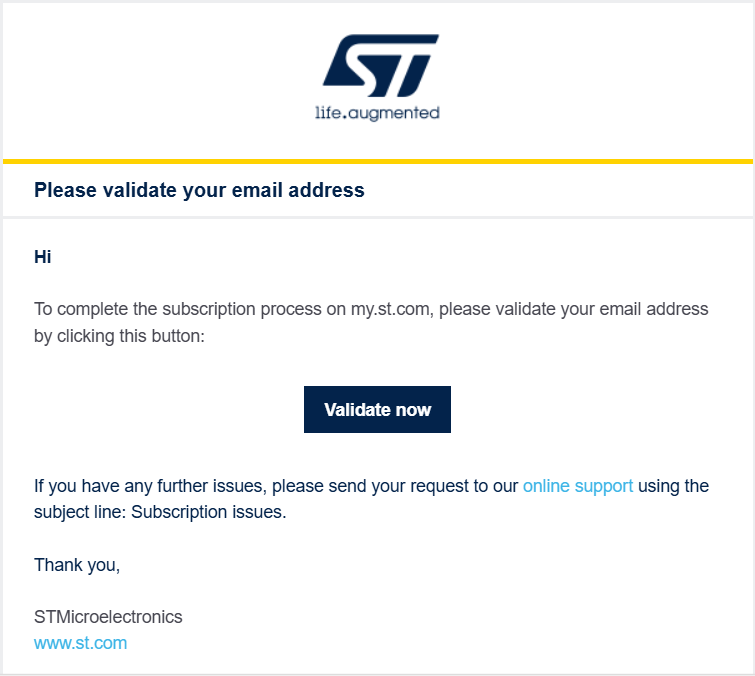 ST
life.augmented
Please validate your email address
Hi
To complete the subscription process on my.st.com, please validate your email address
by clicking this button:
Validate now
If you have any further issues, please send your request to our online support using the
subject line: Subscription issues.
Thank you,
STMicroelectronics
www.st.com